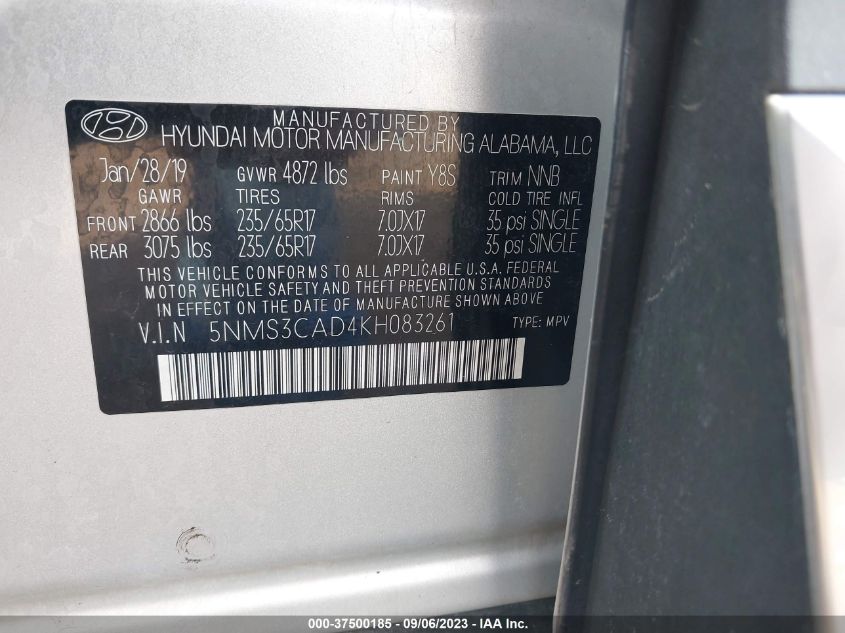 MANUFACTURED BY
HYUNDAI MOTOR MANUFACTURING ALABAMA, LLC
Jan/28/19 GVWR 4872 lbs PAINT Y8S TRIM NNB
GAWR TIRES RIMS COLD TIRE INFL
FRONT 2866 lbs 235/65R17 7.0JX17 35 psi SINGLE
REAR 3075 lbs 235/65R17 7.0JX17 35 psi SINGLE
THIS VEHICLE CONFORMS TO ALL APPLICABLE U.S.A. FEDERAL
MOTOR VEHICLE SAFETY AND THEFT PREVENTION STANDARDS
IN EFFECT ON THE DATE OF MANUFACTURE SHOWN ABOVE
V.I.N 5NMS3CAD4KH083261 TYPE: MPV
000-37500185 - 09/06/2023 - IAA Inc.